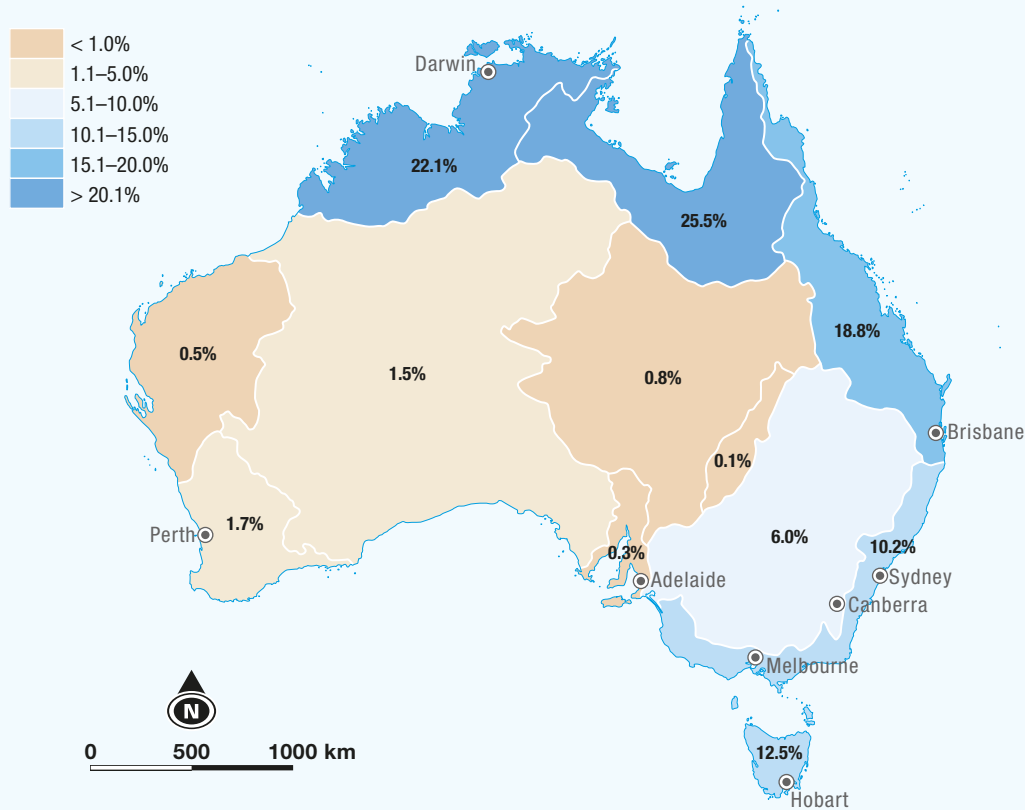 < 1.0%
1.1–5.0%
5.1–10.0%
10.1–15.0%
15.1–20.0%
> 20.1%
Darwin
22.1%
25.5%
18.8%
0.5%
1.5%
0.8%
Brisbane
0.1%
1.7%
Perth
6.0%
10.2%
0.3%
Adelaide
Sydney
Canberra
Melbourne
N
0 500 1000 km
12.5%
Hobart